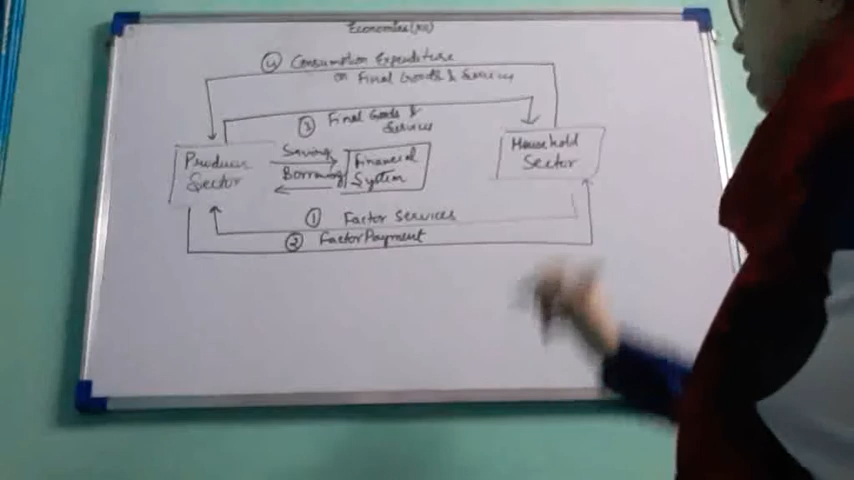 Economics (XII)
④ Consumption Expenditure
on Final Goods & Services
③ Final Goods &
Services
Producer
Sector
Saving
Borrowing
Financial
System
Household
Sector
① Factor Services
② Factor Payment